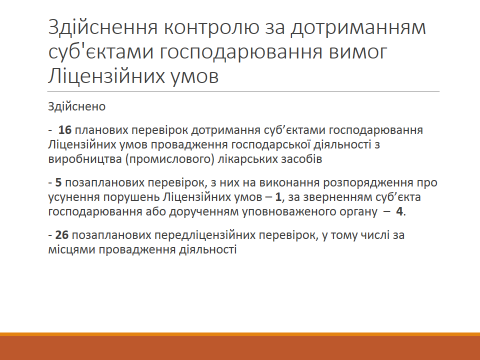 Здійснення контролю за дотриманням
суб'єктами господарювання вимог
Ліцензійних умов
Здійснено
- 16 планових перевірок дотримання суб’єктами господарювання
Ліцензійних умов провадження господарської діяльності з
виробництва (промислового) лікарських засобів
- 5 позапланових перевірок, з них на виконання розпорядження про
усунення порушень Ліцензійних умов – 1, за зверненням суб’єкта
господарювання або дорученням уповноваженого органу – 4.
- 26 позапланових передліцензійних перевірок, у тому числі за
місцями провадження діяльності